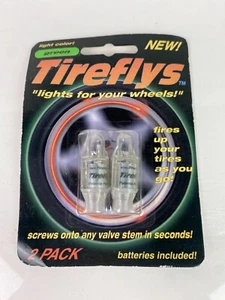 light color:
green
NEW!
Tireflys™
"lights for your wheels!"
fires
up
your
tires
as you
go!
Tireflys
screws onto any valve stem in seconds!
2 PACK
batteries included!